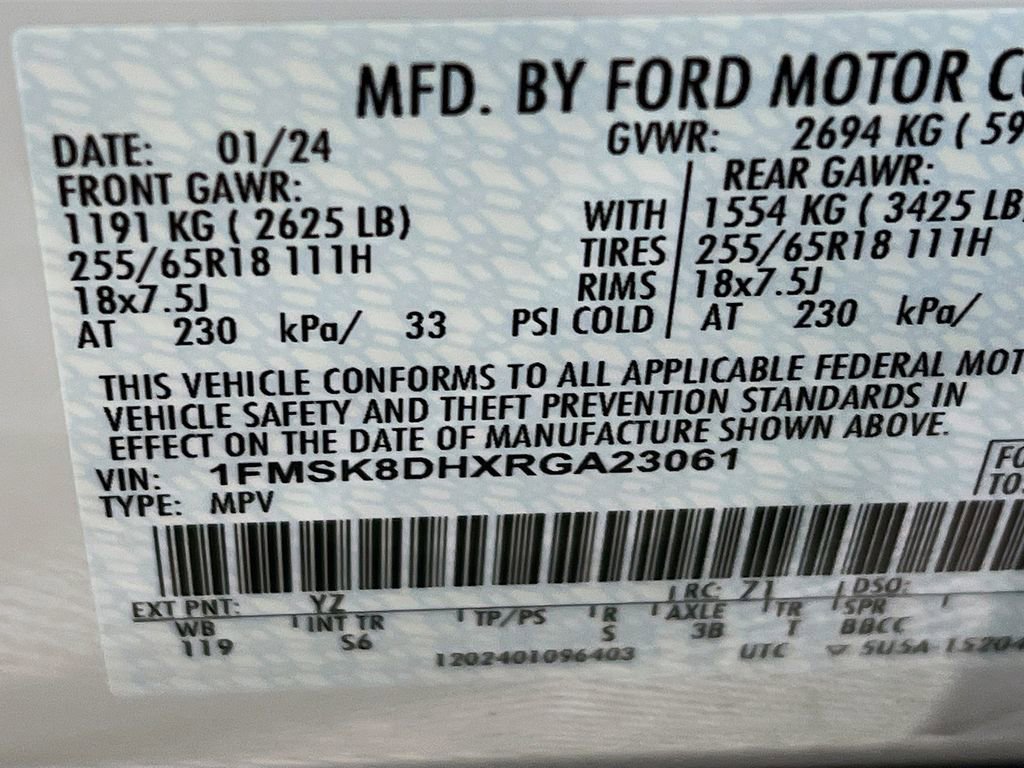 MFD. BY FORD MOTOR C
DATE: 01/24 GVWR: 2694 KG ( 59
FRONT GAWR: REAR GAWR:
1191 KG ( 2625 LB) WITH 1554 KG ( 3425 LB
255/65R18 111H TIRES 255/65R18 111H
18x7.5J RIMS 18x7.5J
AT 230 kPa/ 33 PSI COLD AT 230 kPa/
THIS VEHICLE CONFORMS TO ALL APPLICABLE FEDERAL MOT
VEHICLE SAFETY AND THEFT PREVENTION STANDARDS IN
EFFECT ON THE DATE OF MANUFACTURE SHOWN ABOVE.
VIN: 1FMSK8DHXRGA23061 FO
TYPE: MPV TO
EXT PNT: YZ RC: 71 DSO:
WB INT TR TP/PS R AXLE TR SPR
119 S6 S 3B T BBCC
1202401096403 UTC SUSA